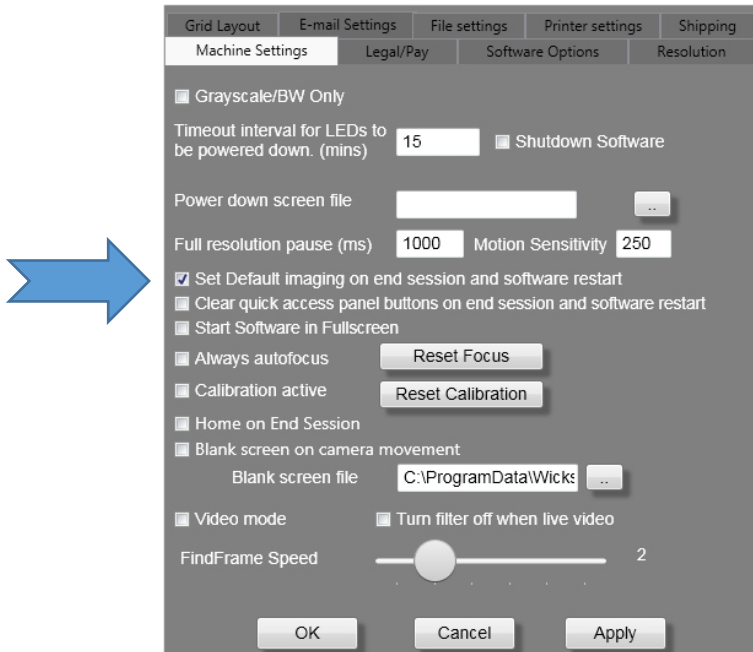 Grid Layout E-mail Settings File settings Printer settings Shipping
Machine Settings Legal/Pay Software Options Resolution
Grayscale/BW Only
Timeout interval for LEDs to
be powered down. (mins) 15 Shutdown Software
Power down screen file ..
Full resolution pause (ms) 1000 Motion Sensitivity 250
Set Default imaging on end session and software restart
Clear quick access panel buttons on end session and software restart
Start Software in Fullscreen
Always autofocus Reset Focus
Calibration active Reset Calibration
Home on End Session
Blank screen on camera movement
Blank screen file C:\ProgramData\Wicks ..
Video mode Turn filter off when live video
FindFrame Speed 2
OK Cancel Apply